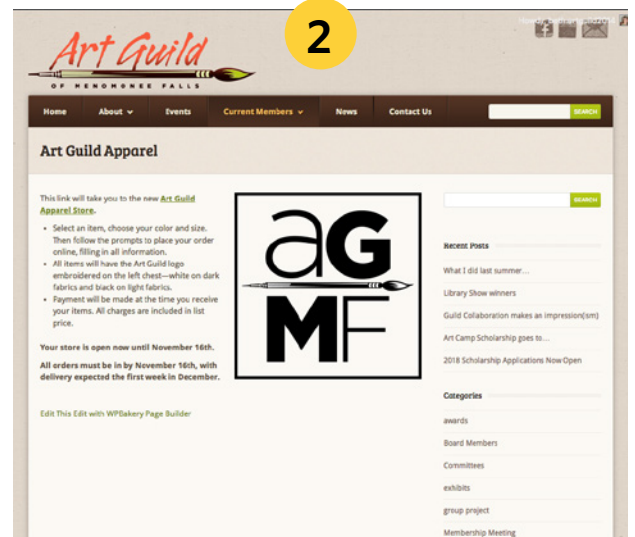 2
Art Guild
OF MENOMONEE FALLS
Home About Events Current Members News Contact Us SEARCH
Art Guild Apparel
This link will take you to the new Art Guild
Apparel Store.
• Select an item, choose your color and size.
Then follow the prompts to place your order
online, filling in all information.
• All items will have the Art Guild logo
embroidered on the left chest—white on dark
fabrics and black on light fabrics.
• Payment will be made at the time you receive
your items. All charges are included in list
price.
Your store is open now until November 16th.
All orders must be in by November 16th, with
delivery expected the first week in December.
Edit This Edit with WPBakery Page Builder
aG
MF
SEARCH
Recent Posts
What I did last summer…
Library Show winners
Guild Collaboration makes an impression(ism)
Art Camp Scholarship goes to…
2018 Scholarship Applications Now Open
Categories
awards
Board Members
Committees
exhibits
group project
Membership Meeting